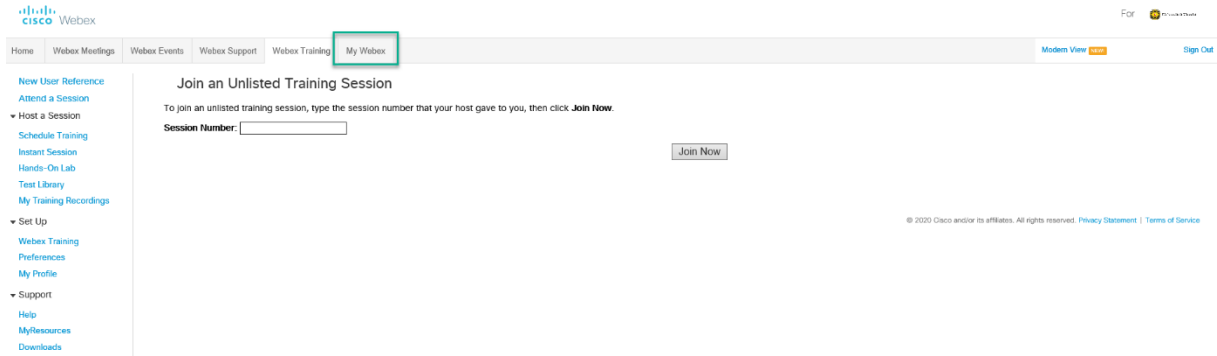 CISCO Webex
For
Home Webex Meetings Webex Events Webex Support Webex Training My Webex Modern View NEW Sign Out
New User Reference
Attend a Session
Host a Session
Schedule Training
Instant Session
Hands-On Lab
Test Library
My Training Recordings
Set Up
Webex Training
Preferences
My Profile
Support
Help
MyResources
Downloads
Join an Unlisted Training Session
To join an unlisted training session, type the session number that your host gave to you, then click Join Now.
Session Number:
Join Now
© 2020 Cisco and/or its affiliates. All rights reserved. Privacy Statement | Terms of Service